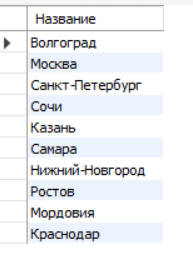 Название
Волгоград
Москва
Санкт-Петербург
Сочи
Казань
Самара
Нижний-Новгород
Ростов
Мордовия
Краснодар